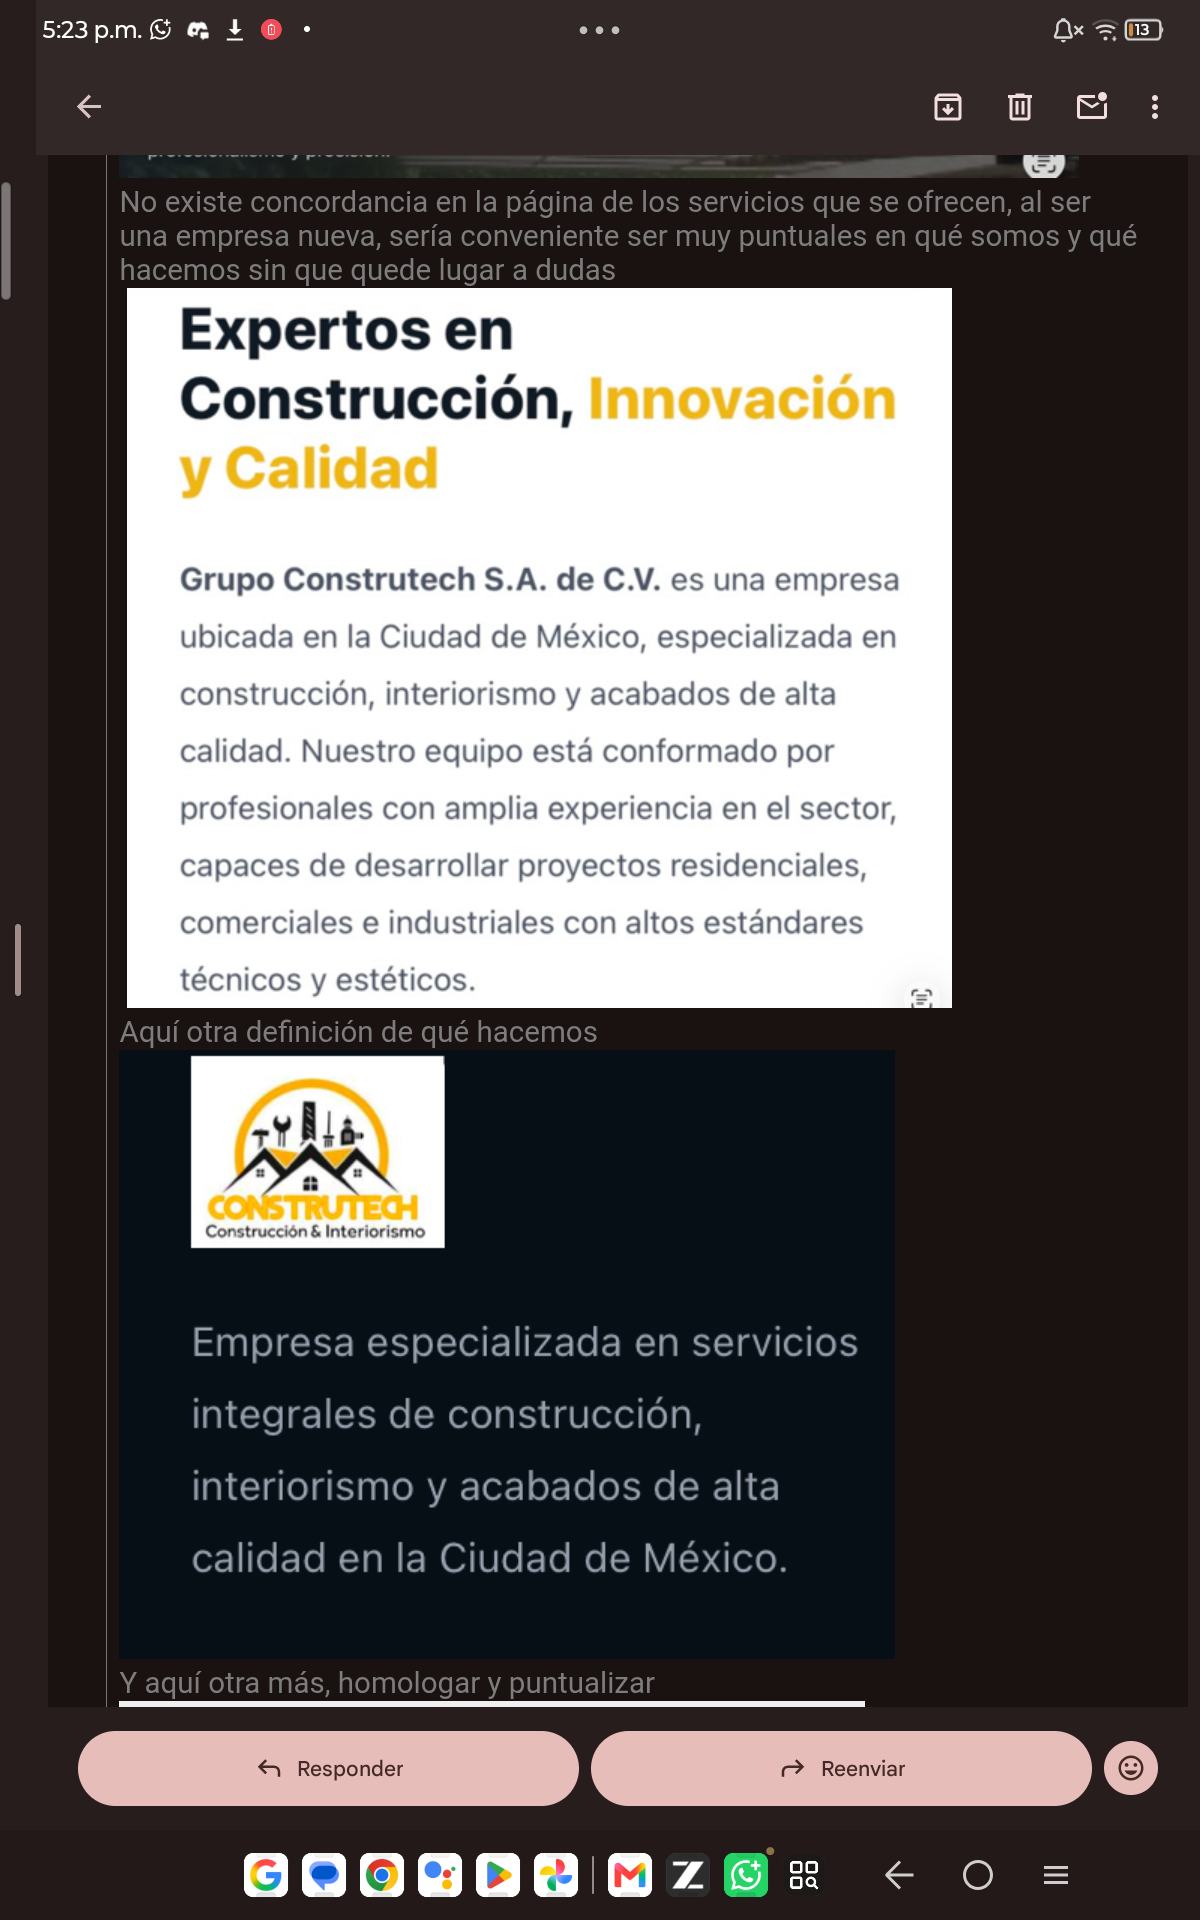 5:23 p.m.
13
profesionalismo y precisión.
No existe concordancia en la página de los servicios que se ofrecen, al ser
una empresa nueva, sería conveniente ser muy puntuales en qué somos y qué
hacemos sin que quede lugar a dudas
Expertos en
Construcción, Innovación
y Calidad
Grupo Construtech S.A. de C.V. es una empresa
ubicada en la Ciudad de México, especializada en
construcción, interiorismo y acabados de alta
calidad. Nuestro equipo está conformado por
profesionales con amplia experiencia en el sector,
capaces de desarrollar proyectos residenciales,
comerciales e industriales con altos estándares
técnicos y estéticos.
Aquí otra definición de qué hacemos
CONSTRUTECH
Construcción & Interiorismo
Empresa especializada en servicios
integrales de construcción,
interiorismo y acabados de alta
calidad en la Ciudad de México.
Y aquí otra más, homologar y puntualizar
Responder
Reenviar